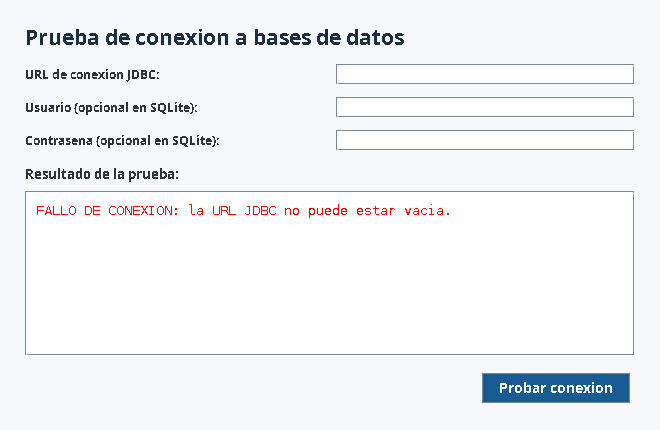 Prueba de conexion a bases de datos
URL de conexion JDBC:
Usuario (opcional en SQLite):
Contrasena (opcional en SQLite):
Resultado de la prueba:
FALLO DE CONEXION: la URL JDBC no puede estar vacia.
Probar conexion